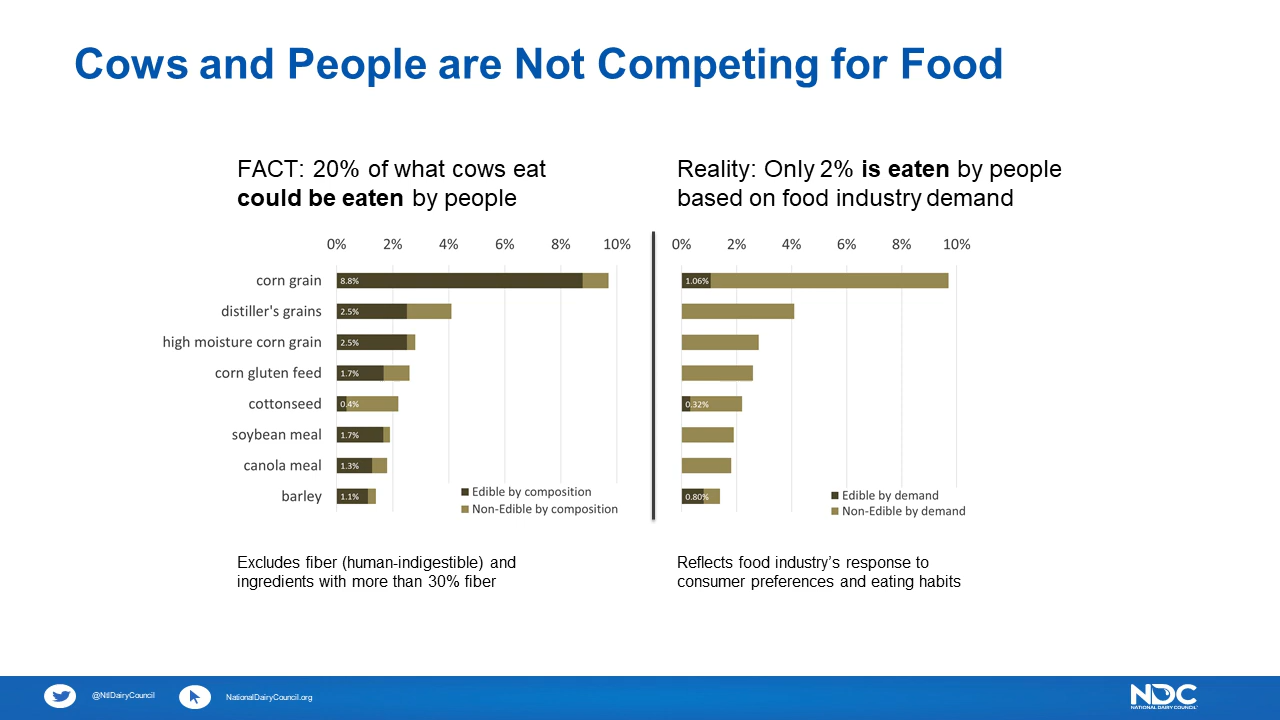 Cows and People are Not Competing for Food
FACT: 20% of what cows eat
could be eaten by people
0% 2% 4% 6% 8% 10%
corn grain 8.8%
distiller's grains 2.5%
high moisture corn grain 2.5%
corn gluten feed 1.7%
cottonseed 0.4%
soybean meal 1.7%
canola meal 1.3%
barley 1.1%
Edible by composition
Non-Edible by composition
Excludes fiber (human-indigestible) and
ingredients with more than 30% fiber
Reality: Only 2% is eaten by people
based on food industry demand
0% 2% 4% 6% 8% 10%
1.06%
0.32%
0.80%
Edible by demand
Non-Edible by demand
Reflects food industry’s response to
consumer preferences and eating habits
@NtlDairyCouncil
NationalDairyCouncil.org
NDC
NATIONAL DAIRY COUNCIL